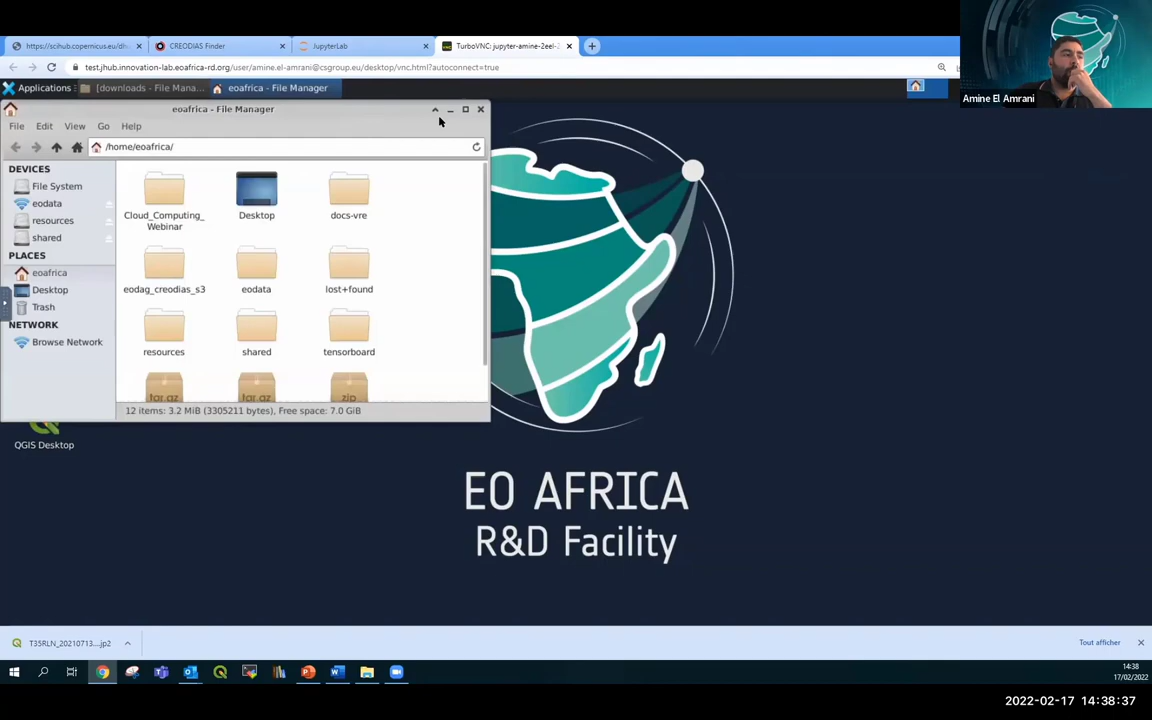 https://scihub.copernicus.eu/dh
CREODIAS Finder
JupyterLab
TurboVNC: jupyter-amine-2eel-
test.jhub.innovation-lab.eoafrica-rd.org/user/amine.el-amrani@csgroup.eu/desktop/vnc.html?autoconnect=true
Amine El Amrani
Applications
[downloads - File Mana...
eoafrica - File Manager
eoafrica - File Manager
File Edit View Go Help
/home/eoafrica/
DEVICES
File System
eodata
resources
shared
PLACES
eoafrica
Desktop
Trash
NETWORK
Browse Network
Cloud_Computing_
Webinar
Desktop
docs-vre
eodag_creodias_s3
eodata
lost+found
resources
shared
tensorboard
tar.gz
tar.gz
zip
12 items: 3.2 MiB (3305211 bytes), Free space: 7.0 GiB
QGIS Desktop
EO AFRICA
R&D Facility
T35RLN_20210713....jp2
Tout afficher
14:38
17/02/2022
2022-02-17 14:38:37